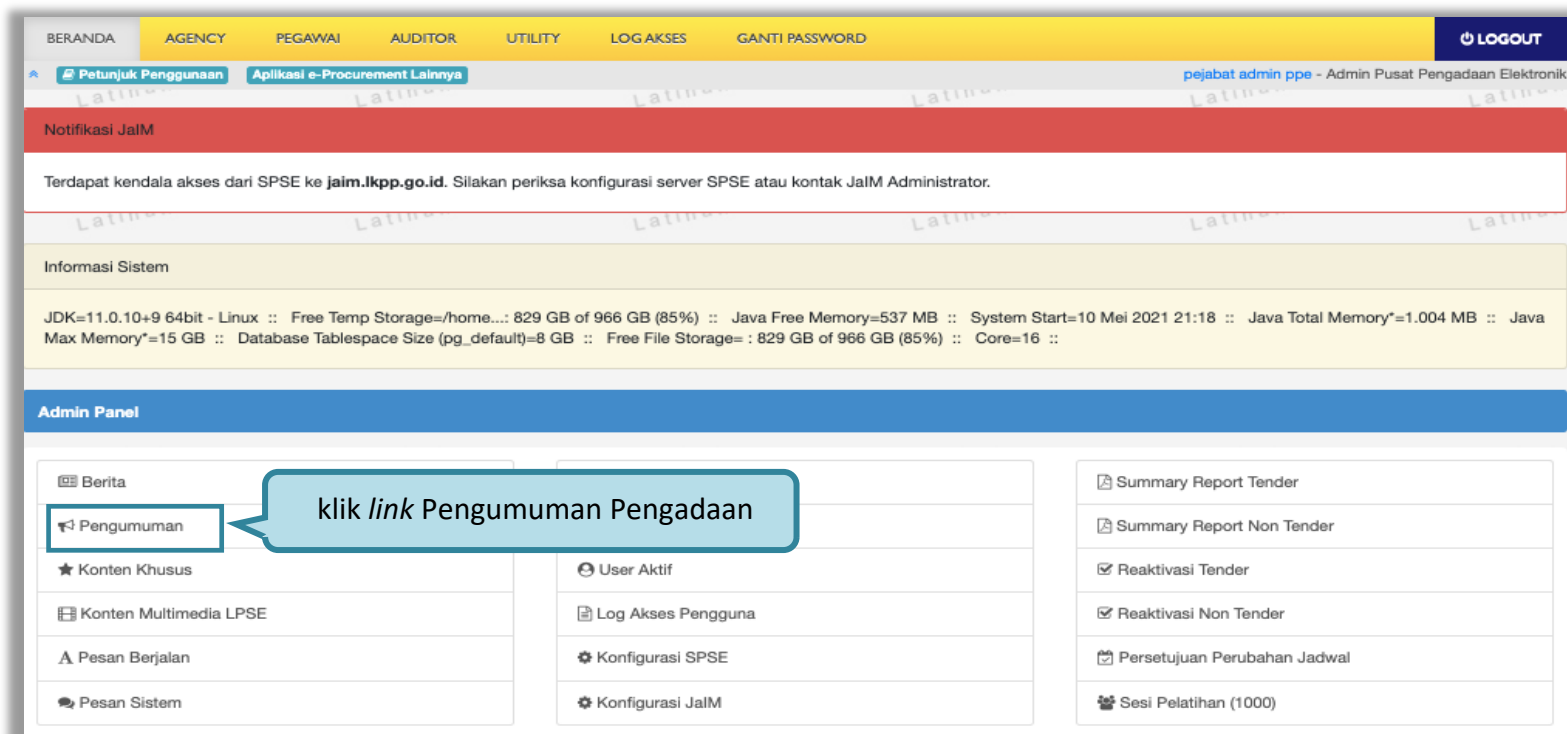 BERANDA AGENCY PEGAWAI AUDITOR UTILITY LOG AKSES GANTI PASSWORD LOGOUT
Petunjuk Penggunaan Aplikasi e-Procurement Lainnya pejabat admin ppe - Admin Pusat Pengadaan Elektronik
Notifikasi JaIM
Terdapat kendala akses dari SPSE ke jaim.lkpp.go.id. Silakan periksa konfigurasi server SPSE atau kontak JaIM Administrator.
Informasi Sistem
JDK=11.0.10+9 64bit - Linux :: Free Temp Storage=/home...: 829 GB of 966 GB (85%) :: Java Free Memory=537 MB :: System Start=10 Mei 2021 21:18 :: Java Total Memory*=1.004 MB :: Java
Max Memory*=15 GB :: Database Tablespace Size (pg_default)=8 GB :: Free File Storage= : 829 GB of 966 GB (85%) :: Core=16 ::
Admin Panel
Berita
Pengumuman
Konten Khusus
Konten Multimedia LPSE
Pesan Berjalan
Pesan Sistem
klik link Pengumuman Pengadaan
User Aktif
Log Akses Pengguna
Konfigurasi SPSE
Konfigurasi JaIM
Summary Report Tender
Summary Report Non Tender
Reaktivasi Tender
Reaktivasi Non Tender
Persetujuan Perubahan Jadwal
Sesi Pelatihan (1000)